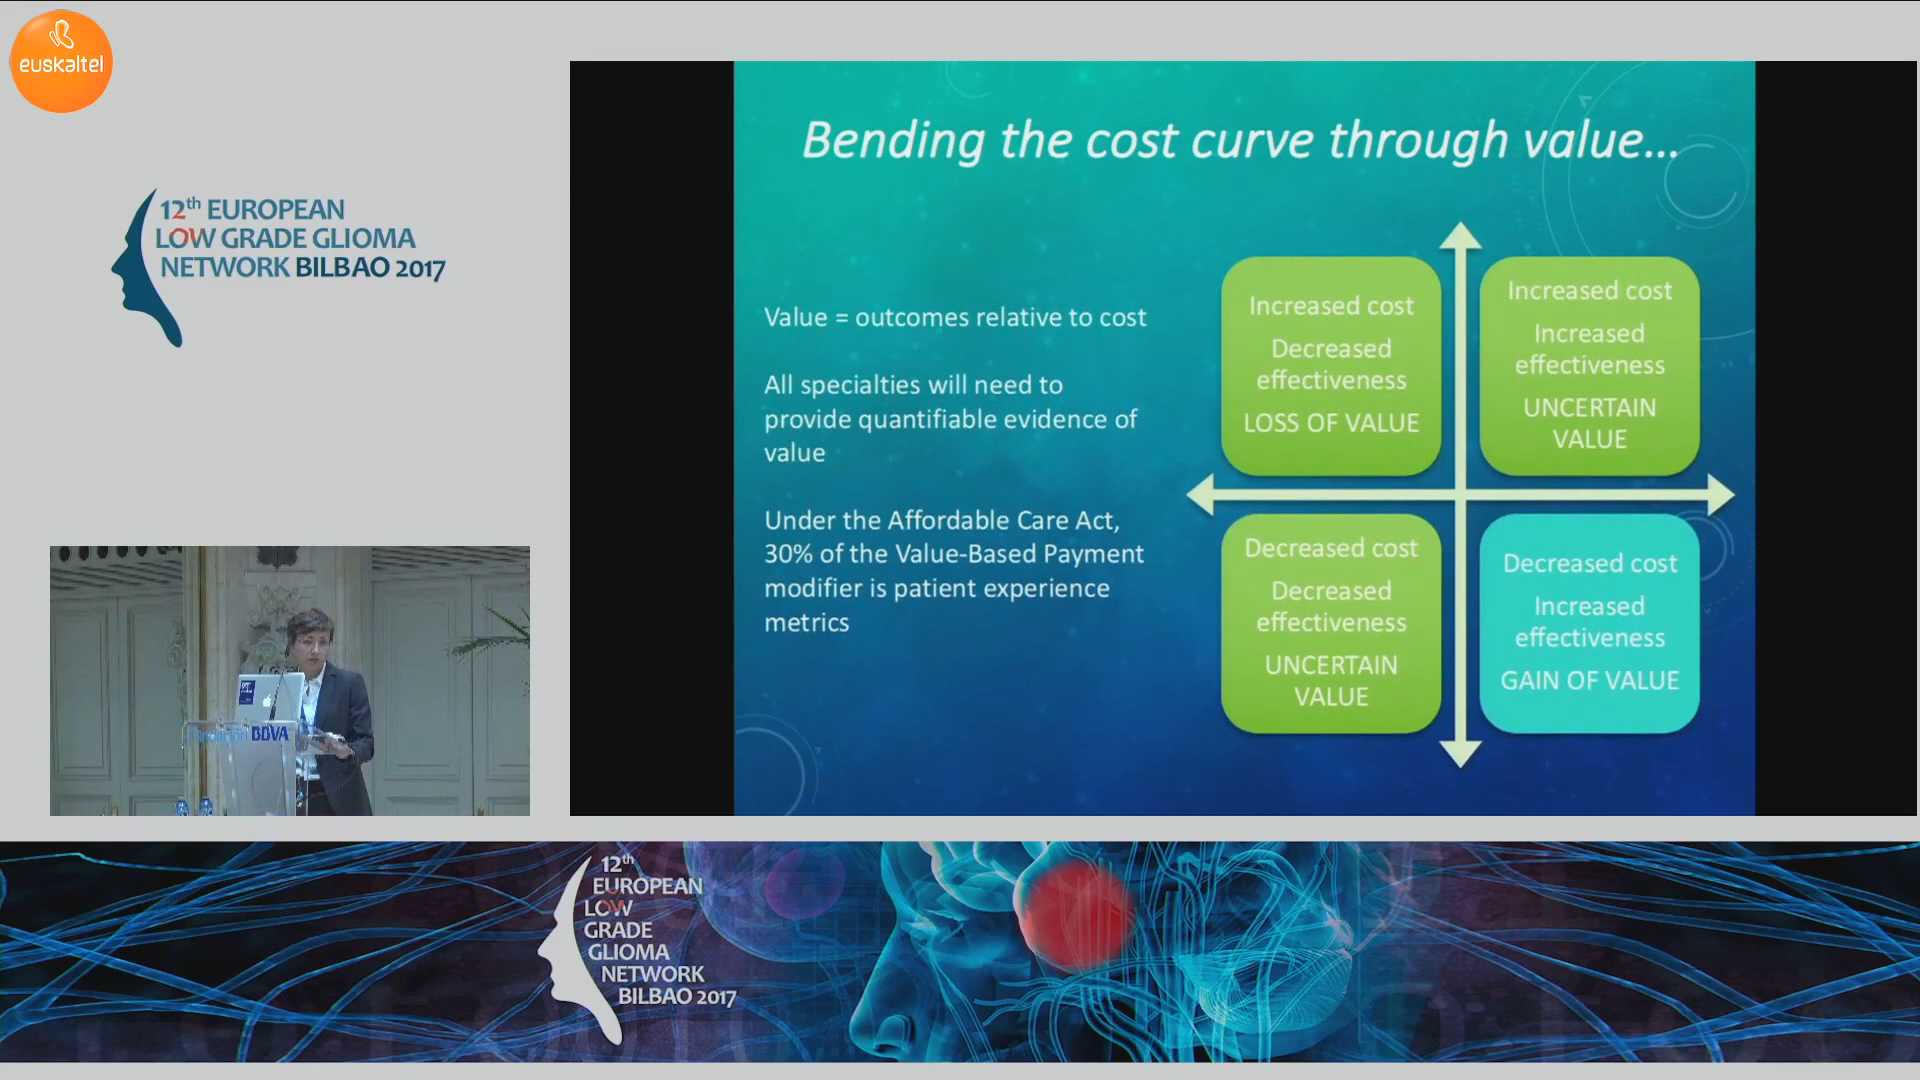 euskaltel
12th EUROPEAN
LOW GRADE GLIOMA
NETWORK BILBAO 2017
Bending the cost curve through value...
Value = outcomes relative to cost
All specialties will need to
provide quantifiable evidence of
value
Under the Affordable Care Act,
30% of the Value-Based Payment
modifier is patient experience
metrics
Increased cost
Decreased
effectiveness
LOSS OF VALUE
Increased cost
Increased
effectiveness
UNCERTAIN
VALUE
Decreased cost
Decreased
effectiveness
UNCERTAIN
VALUE
Decreased cost
Increased
effectiveness
GAIN OF VALUE
BBVA
12th
EUROPEAN
LOW
GRADE
GLIOMA
NETWORK
BILBAO 2017